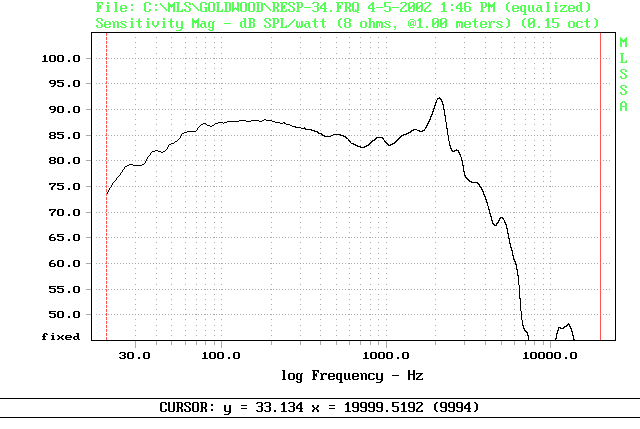 File: C:\MLS\GOLDWOOD\RESP-34.FRQ 4-5-2002 1:46 PM (equalized)
Sensitivity Mag - dB SPL/watt (8 ohms, @1.00 meters) (0.15 oct)
MLSSA
100.0
95.0
90.0
85.0
80.0
75.0
70.0
65.0
60.0
55.0
50.0
fixed
30.0 100.0 1000.0 10000.0
log Frequency - Hz
CURSOR: y = 33.134 x = 19999.5192 (9994)